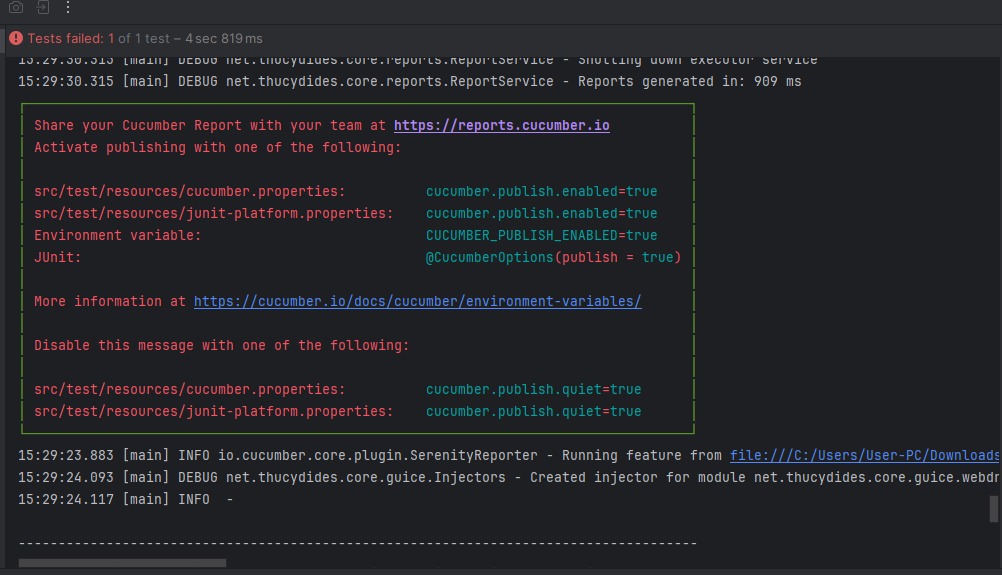 Tests failed: 1 of 1 test – 4 sec 819 ms
15:29:30.315 [main] DEBUG net.thucydides.core.reports.ReportService - Shutting down executor service
15:29:30.315 [main] DEBUG net.thucydides.core.reports.ReportService - Reports generated in: 909 ms
Share your Cucumber Report with your team at https://reports.cucumber.io
Activate publishing with one of the following:
src/test/resources/cucumber.properties: cucumber.publish.enabled=true
src/test/resources/junit-platform.properties: cucumber.publish.enabled=true
Environment variable: CUCUMBER_PUBLISH_ENABLED=true
JUnit: @CucumberOptions(publish = true)
More information at https://cucumber.io/docs/cucumber/environment-variables/
Disable this message with one of the following:
src/test/resources/cucumber.properties: cucumber.publish.quiet=true
src/test/resources/junit-platform.properties: cucumber.publish.quiet=true
15:29:23.883 [main] INFO io.cucumber.core.plugin.SerenityReporter - Running feature from file:///C:/Users/User-PC/Downloads
15:29:24.093 [main] DEBUG net.thucydides.core.guice.Injectors - Created injector for module net.thucydides.core.guice.webdr
15:29:24.117 [main] INFO -
---------------------------------------------------------------------------------------